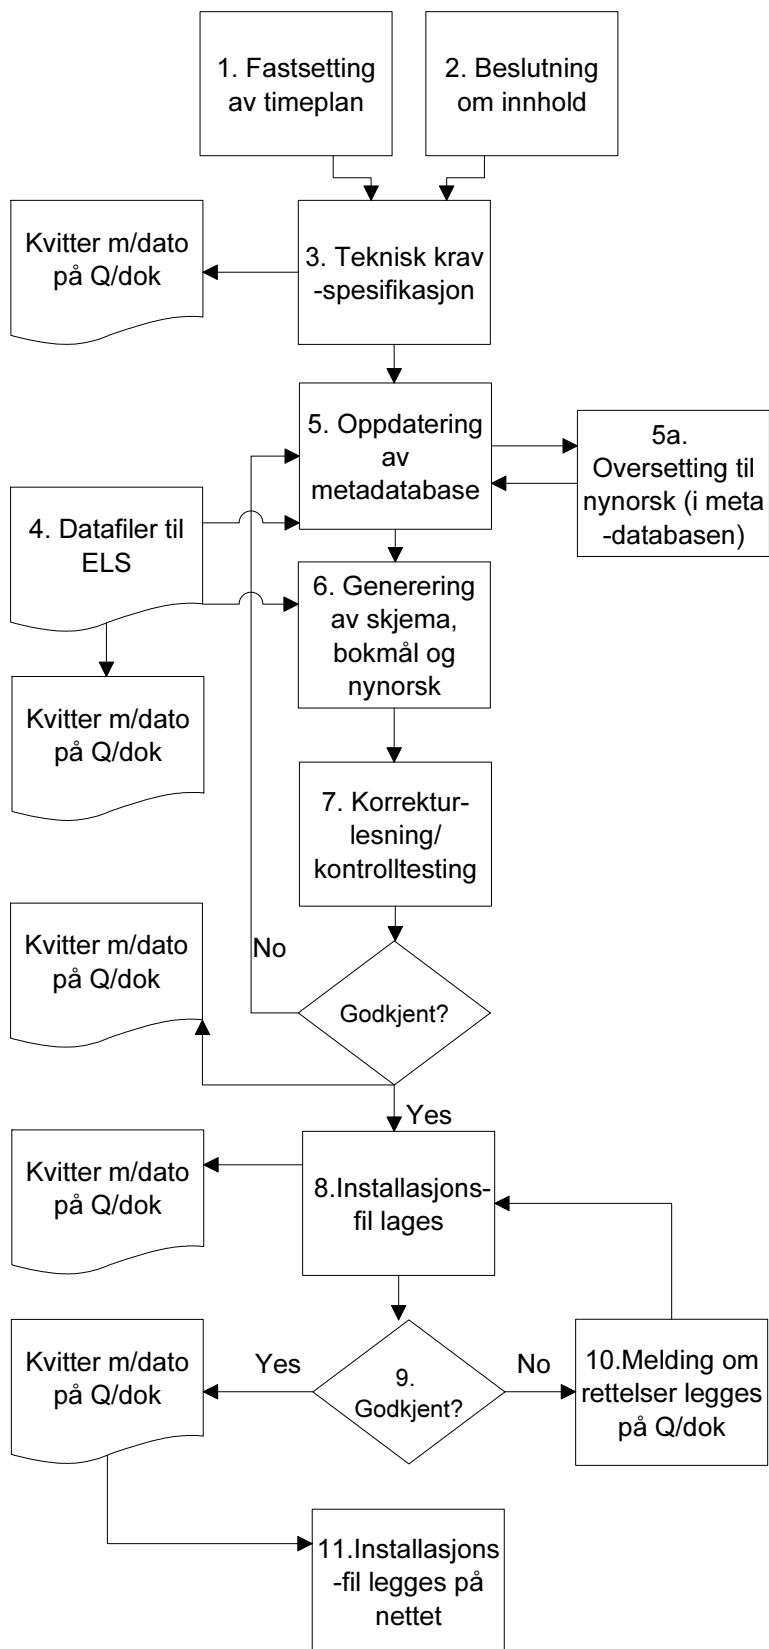 1. Fastsetting
av timeplan
2. Beslutning
om innhold
Kvitter m/dato
på Q/dok
3. Teknisk krav
-spesifikasjon
5. Oppdatering
av
metadatabase
5a.
Oversetting til
nynorsk (i meta
-databasen)
4. Datafiler til
ELS
6. Generering
av skjema,
bokmål og
nynorsk
Kvitter m/dato
på Q/dok
7. Korrektur-
lesning/
kontrolltesting
Kvitter m/dato
på Q/dok
No
Godkjent?
Yes
Kvitter m/dato
på Q/dok
8.Installasjons-
fil lages
Kvitter m/dato
på Q/dok
Yes
9.
Godkjent?
No
10.Melding om
rettelser legges
på Q/dok
11.Installasjons
-fil legges på
nettet